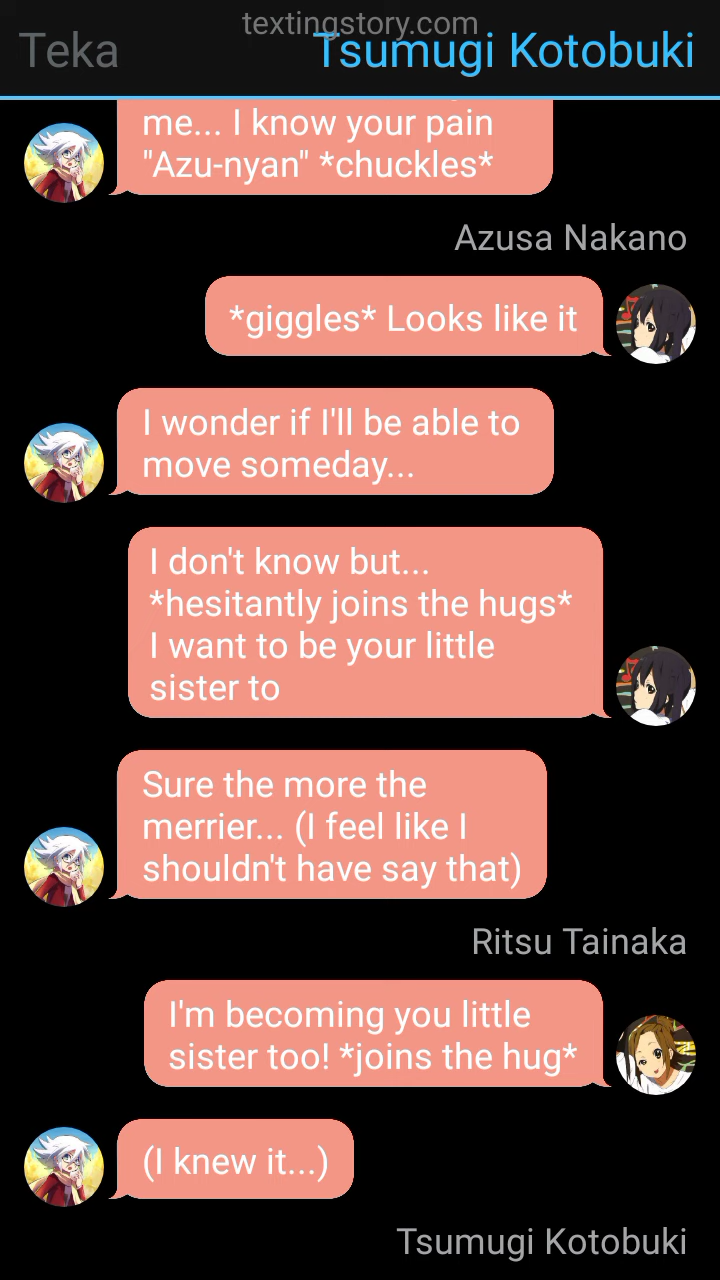 textingstory.com
Teka
Tsumugi Kotobuki
me... I know your pain
"Azu-nyan" *chuckles*
Azusa Nakano
*giggles* Looks like it
I wonder if I'll be able to
move someday...
I don't know but...
*hesitantly joins the hugs*
I want to be your little
sister to
Sure the more the
merrier... (I feel like I
shouldn't have say that)
Ritsu Tainaka
I'm becoming you little
sister too! *joins the hug*
(I knew it...)
Tsumugi Kotobuki